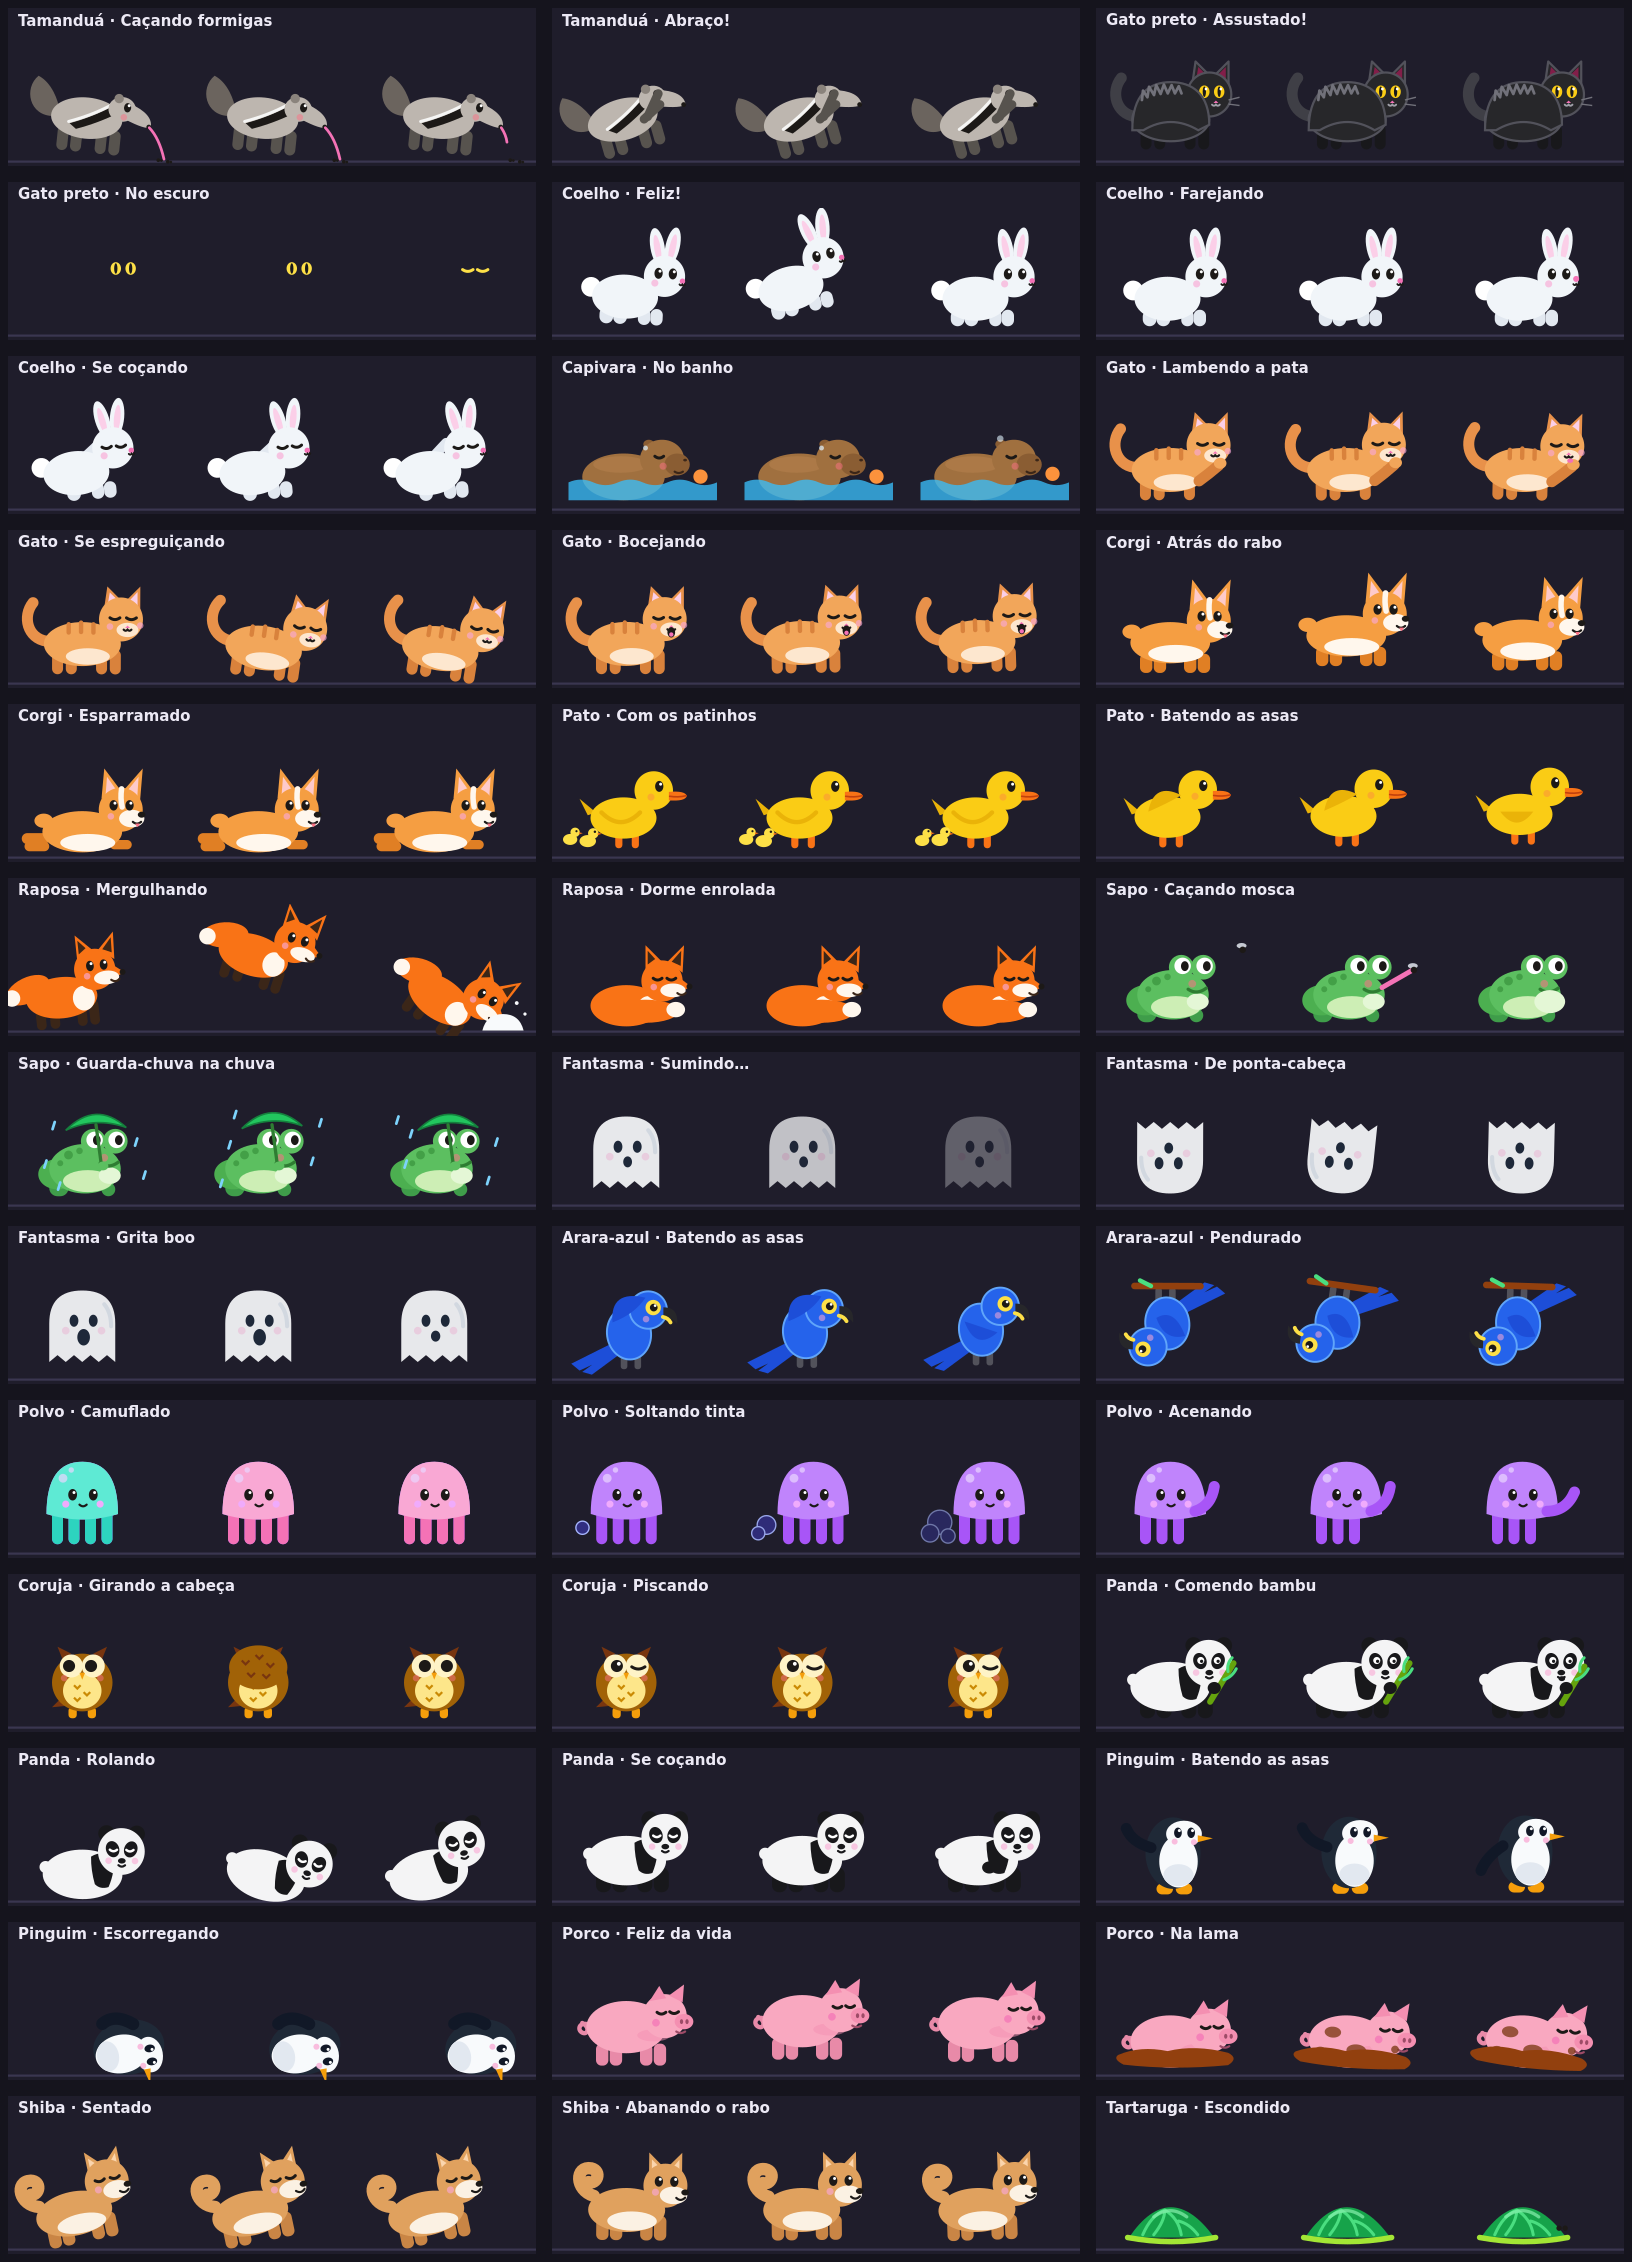 Tamanduá · Caçando formigas
Tamanduá · Abraço!
Gato preto · Assustado!
Gato preto · No escuro
Coelho · Feliz!
Coelho · Farejando
Coelho · Se coçando
Capivara · No banho
Gato · Lambendo a pata
Gato · Se espreguiçando
Gato · Bocejando
Corgi · Atrás do rabo
Corgi · Esparramado
Pato · Com os patinhos
Pato · Batendo as asas
Raposa · Mergulhando
Raposa · Dorme enrolada
Sapo · Caçando mosca
Sapo · Guarda-chuva na chuva
Fantasma · Sumindo...
Fantasma · De ponta-cabeça
Fantasma · Grita boo
Arara-azul · Batendo as asas
Arara-azul · Pendurado
Polvo · Camuflado
Polvo · Soltando tinta
Polvo · Acenando
Coruja · Girando a cabeça
Coruja · Piscando
Panda · Comendo bambu
Panda · Rolando
Panda · Se coçando
Pinguim · Batendo as asas
Pinguim · Escorregando
Porco · Feliz da vida
Porco · Na lama
Shiba · Sentado
Shiba · Abanando o rabo
Tartaruga · Escondido